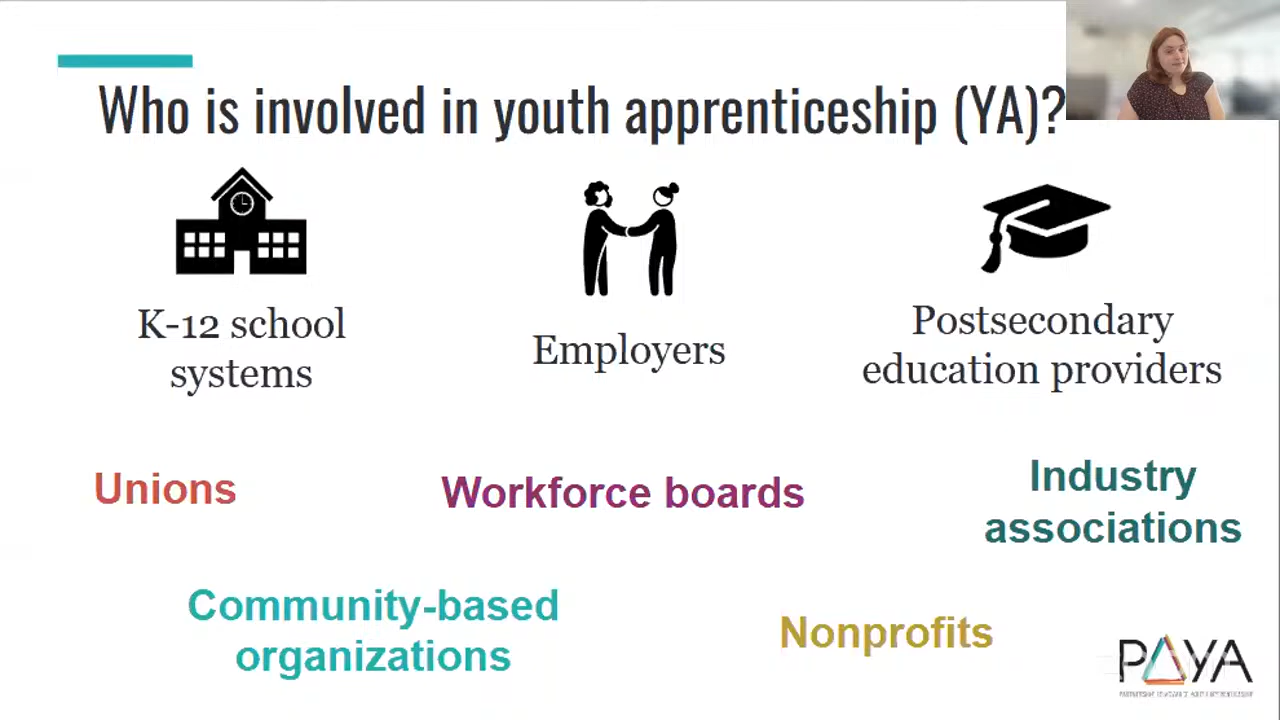 Who is involved in youth apprenticeship (YA)?
K-12 school
systems
Employers
Postsecondary
education providers
Unions
Workforce boards
Industry
associations
Community-based
organizations
Nonprofits
PAYA